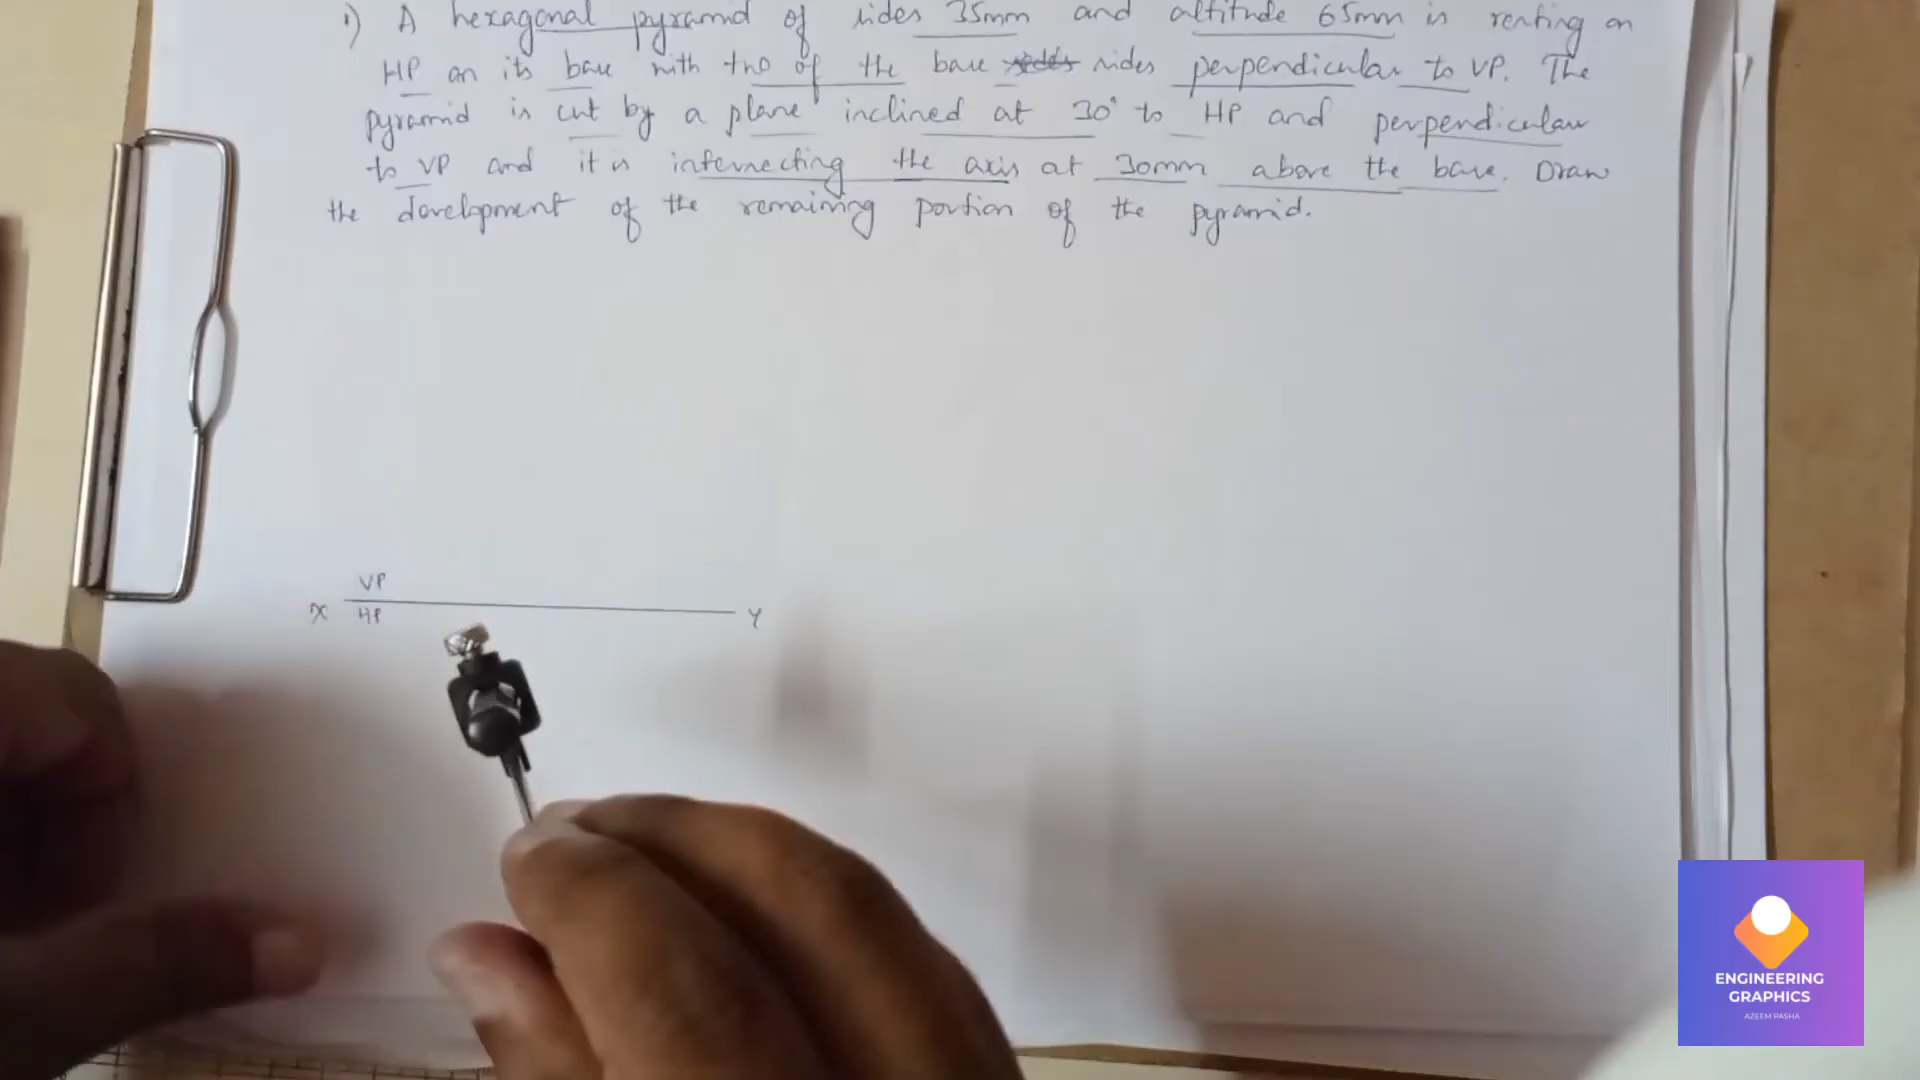 1) A hexagonal pyramid of sides 35mm and altitude 65mm is resting on
HP on its base with two of the base sides perpendicular to VP. The
pyramid is cut by a plane inclined at 30° to HP and perpendicular
to VP and it is intersecting the axis at 30mm above the base. Draw
the development of the remaining portion of the pyramid.
VP
X HP Y
ENGINEERING
GRAPHICS
AZEEM PASHA